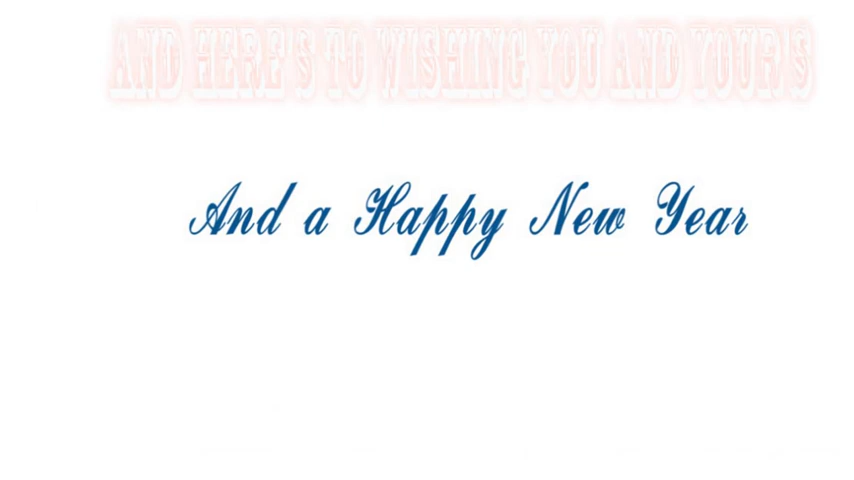 AND HERE'S TO WISHING YOU AND YOUR S
And a Happy New Year